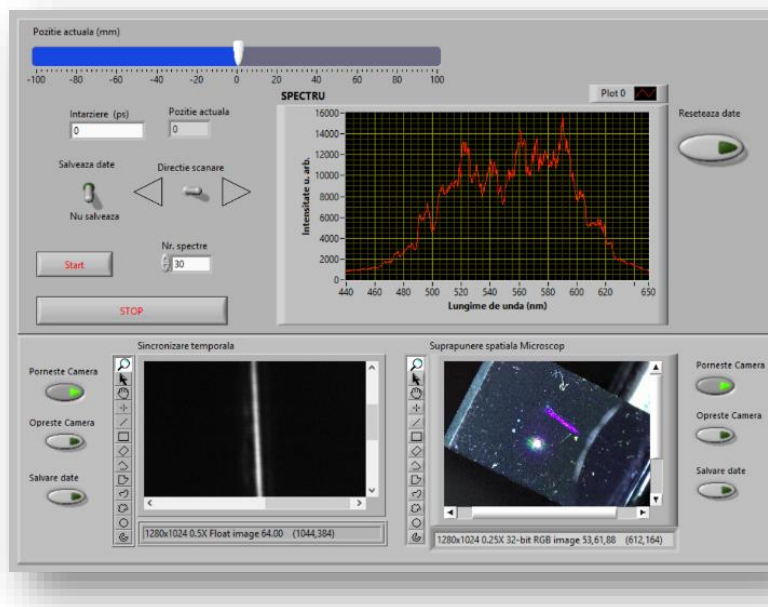 Pozitie actuala (mm)
-100 -80 -60 -40 -20 0 20 40 60 80 100
Intarziere (ps)
0
Pozitie actuala
0
Salveaza date
Nu salveaza
Directie scanare
Start
Nr. spectre
30
STOP
SPECTRU
Plot 0
Intensitate u. arb.
16000
14000
12000
10000
8000
6000
4000
2000
0
440 460 480 500 520 540 560 580 600 620 650
Lungime de unda (nm)
Reseteaza date
Sincronizare temporala
Porneste Camera
Opreste Camera
Salvare date
1280x1024 0.5X Float image 64.00 (1044,384)
Suprapunere spatiala Microscop
1280x1024 0.25X 32-bit RGB image 53,61,88 (612,164)
Porneste Camera
Opreste Camera
Salvare date